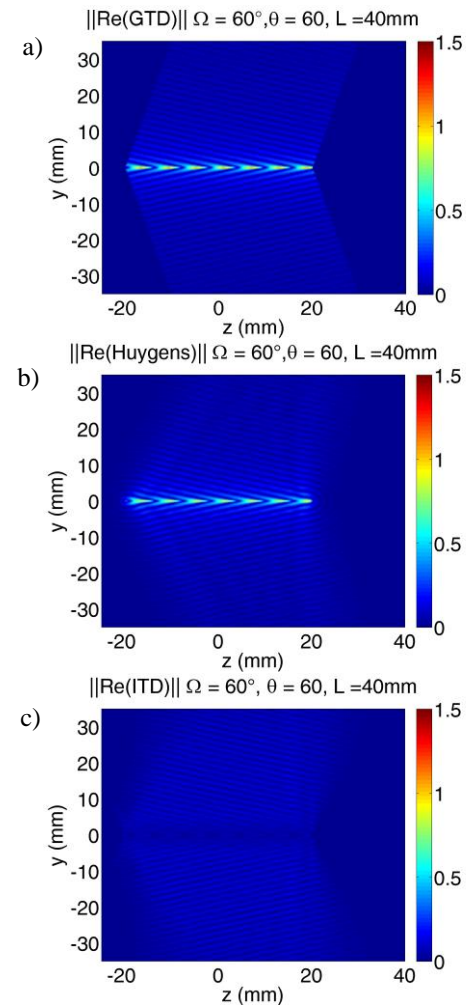 ||Re(GTD)|| Ω = 60°,θ = 60, L =40mm
a)
y (mm)
30
20
10
0
-10
-20
-30
-20 0 20 40
z (mm)
1.5
1
0.5
0
||Re(Huygens)|| Ω = 60°,θ = 60, L =40mm
b)
y (mm)
30
20
10
0
-10
-20
-30
-20 0 20 40
z (mm)
1.5
1
0.5
0
||Re(ITD)|| Ω = 60°, θ = 60, L =40mm
c)
y (mm)
30
20
10
0
-10
-20
-30
-20 0 20 40
z (mm)
1.5
1
0.5
0